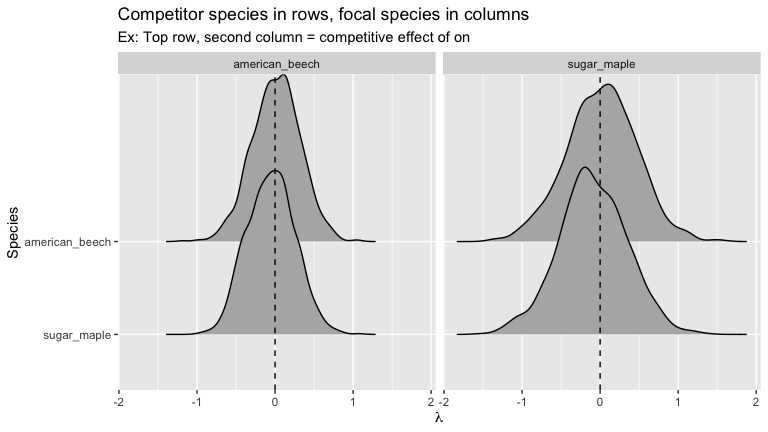 Competitor species in rows, focal species in columns
Ex: Top row, second column = competitive effect of on
american_beech sugar_maple
Species
american_beech
sugar_maple
-2 -1 0 1 2 -2 -1 0 1 2
λ